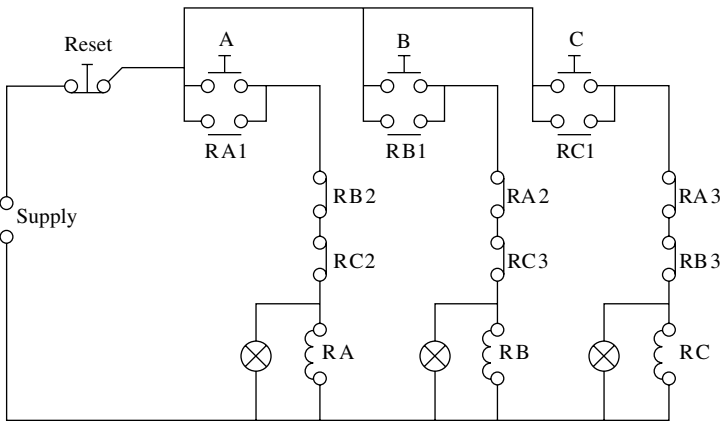 Reset
A
B
C
RA1
RB1
RC1
RB2
RA2
RA3
Supply
RC2
RC3
RB3
RA
RB
RC